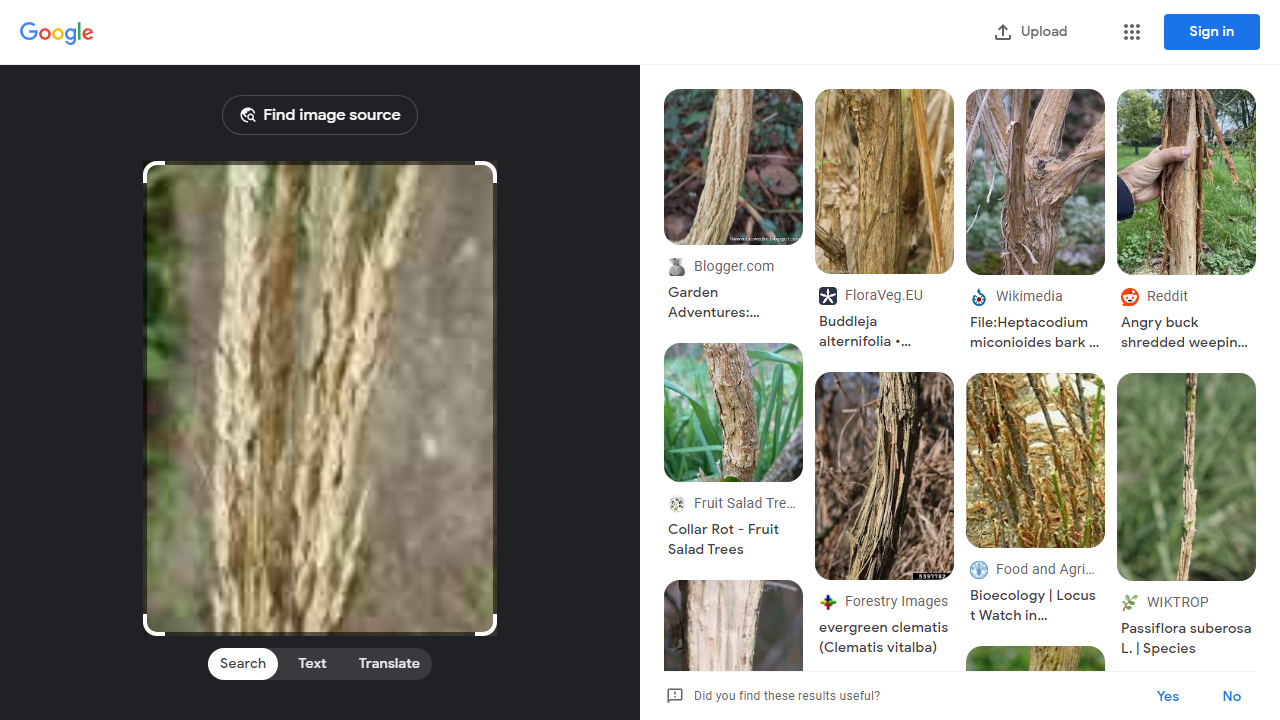 Google
Upload
Sign in
Find image source
Search
Text
Translate
Blogger.com
Garden
Adventures:...
FloraVeg.EU
Buddleja
alternifolia •...
Wikimedia
File:Heptacodium
miconioides bark ...
Reddit
Angry buck
shredded weepin...
Fruit Salad Tre...
Collar Rot - Fruit
Salad Trees
5397782
Forestry Images
evergreen clematis
(Clematis vitalba)
Food and Agri...
Bioecology | Locus
t Watch in...
WIKTROP
Passiflora suberosa
L. | Species
Did you find these results useful?
Yes
No